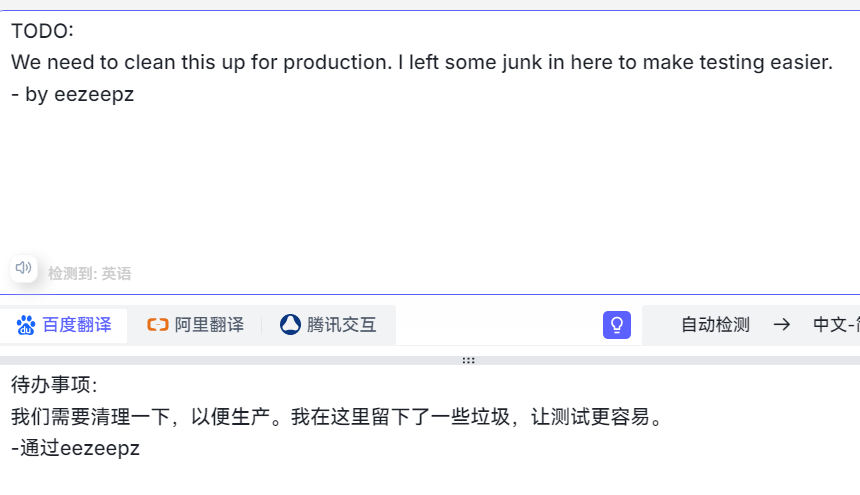 TODO:
We need to clean this up for production. I left some junk in here to make testing easier.
- by eezeepz
检测到: 英语
百度翻译 阿里翻译 腾讯交互 自动检测 → 中文-
待办事项:
我们需要清理一下，以便生产。我在这里留下了一些垃圾，让测试更容易。
-通过eezeepz